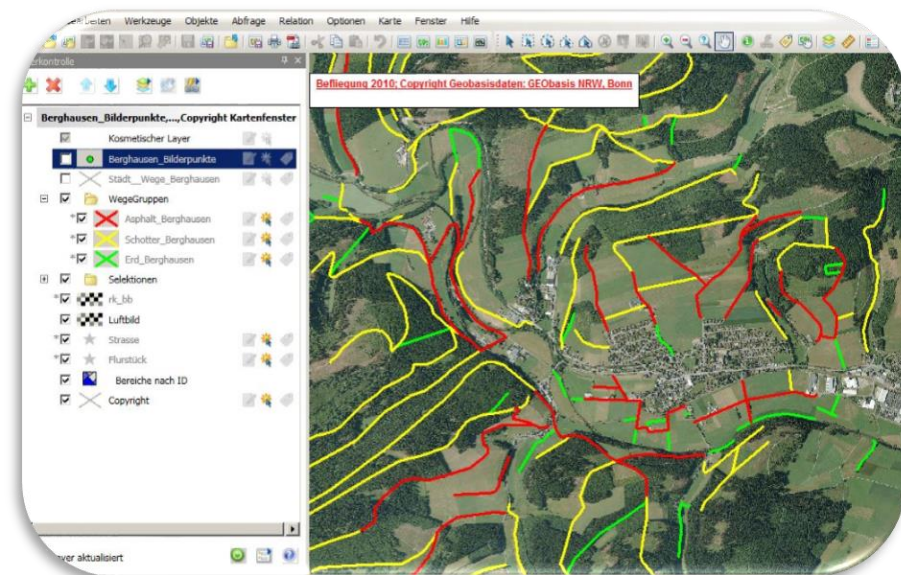 Werkzeuge Objekte Abfrage Relation Optionen Karte Fenster Hilfe
Befliegung 2010; Copyright Geobasisdaten: GEObasis NRW, Bonn
Berghausen_Bilderpunkte,...,Copyright Kartenfenster
Kosmetischer Layer
Berghausen_Bilderpunkte
Städt__Wege_Berghausen
WegeGruppen
Asphalt_Berghausen
Schotter_Berghausen
Erd_Berghausen
Selektionen
rk_bb
Luftbild
Strasse
Flurstück
Bereiche nach ID
Copyright
aktualisiert